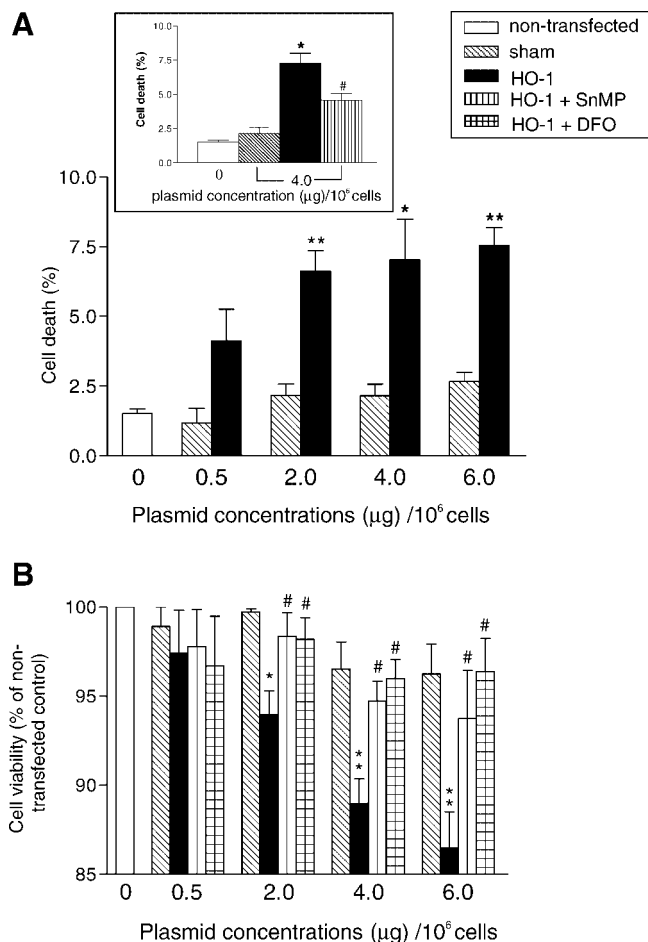 A
non-transfected
sham
HO-1
HO-1 + SnMP
HO-1 + DFO
Cell death (%)
10.0
7.5
5.0
2.5
0.0
*
#
0
4.0
plasmid concentration (μg)/10⁶ cells
Cell death (%)
10.0
7.5
5.0
2.5
0.0
**
*
**
0 0.5 2.0 4.0 6.0
Plasmid concentrations (μg) /10⁶ cells
B
Cell viability (% of non-
transfected control)
100
95
90
85
* # #
** # #
** # #
0 0.5 2.0 4.0 6.0
Plasmid concentrations (μg) /10⁶ cells